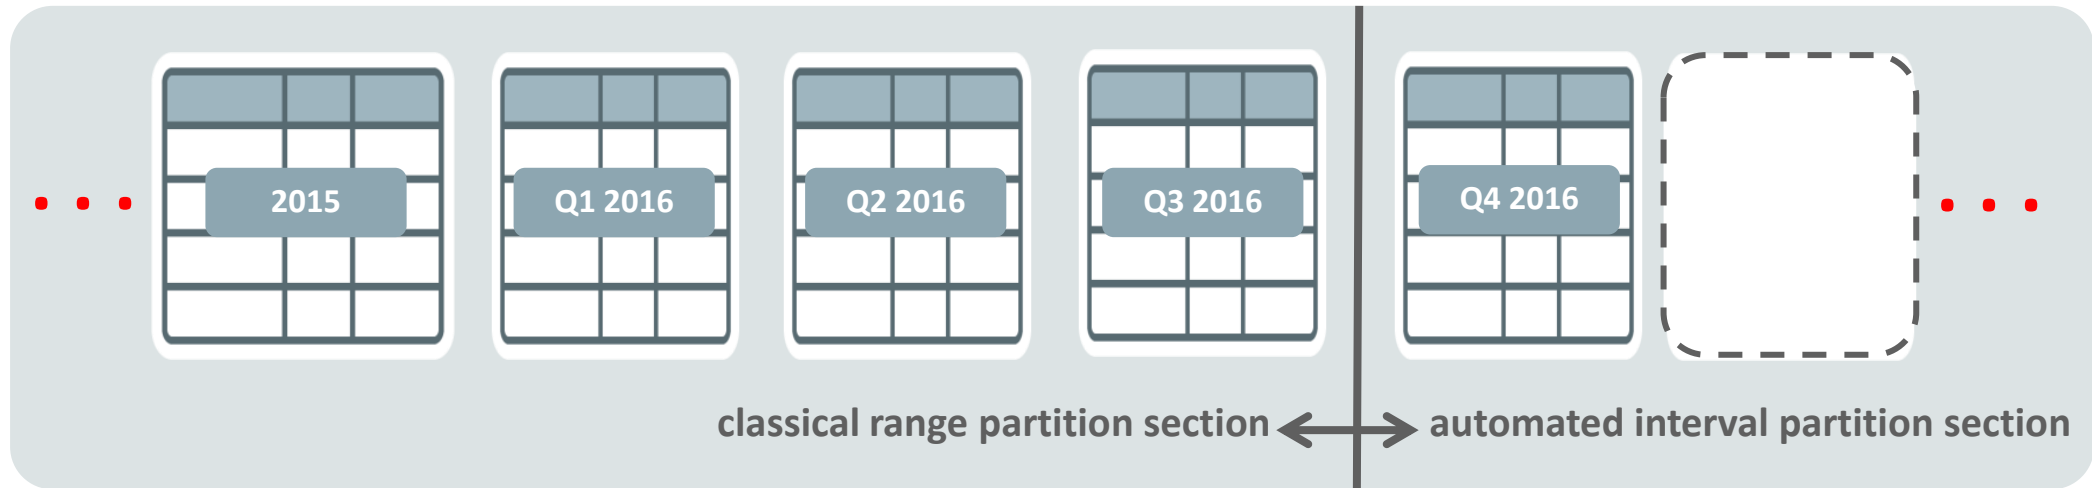 2015
Q1 2016
Q2 2016
Q3 2016
Q4 2016
classical range partition section
automated interval partition section